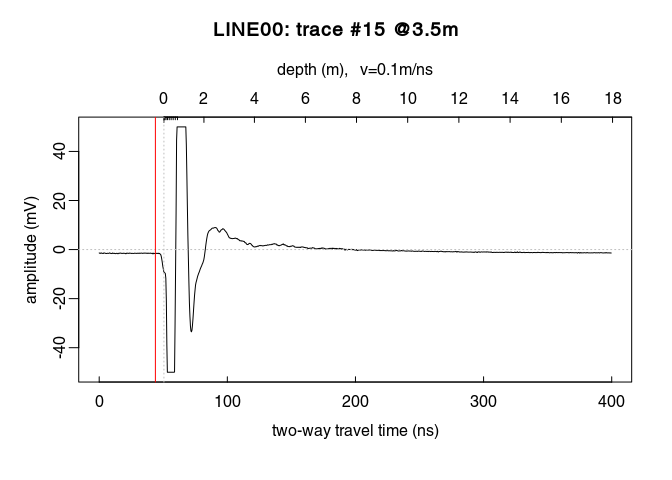 LINE00: trace #15 @3.5m
depth (m), v=0.1m/ns
0 2 4 6 8 10 12 14 16 18
40
20
0
-20
-40
amplitude (mV)
0 100 200 300 400
two-way travel time (ns)